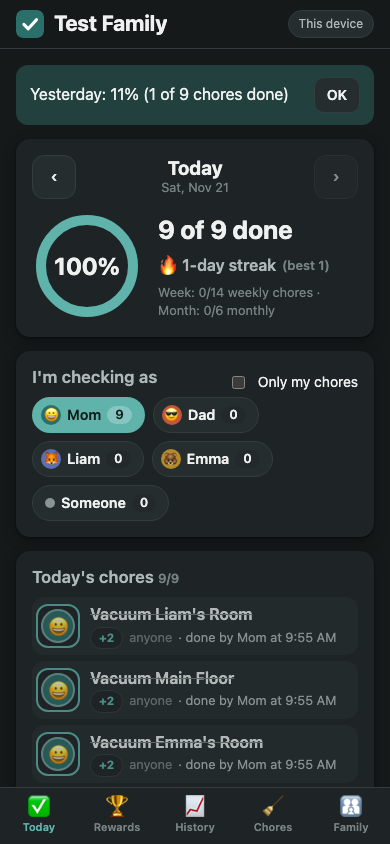 Test Family
This device
Yesterday: 11% (1 of 9 chores done)
OK
‹
Today
›
Sat, Nov 21
100%
9 of 9 done
🔥 1-day streak (best 1)
Week: 0/14 weekly chores ·
Month: 0/6 monthly
I'm checking as
Only my chores
Mom 9
Dad 0
Liam 0
Emma 0
Someone 0
Today's chores 9/9
Vacuum Liam's Room
+2 anyone · done by Mom at 9:55 AM
Vacuum Main Floor
+2 anyone · done by Mom at 9:55 AM
Vacuum Emma's Room
+2 anyone · done by Mom at 9:55 AM
Today
Rewards
History
Chores
Family